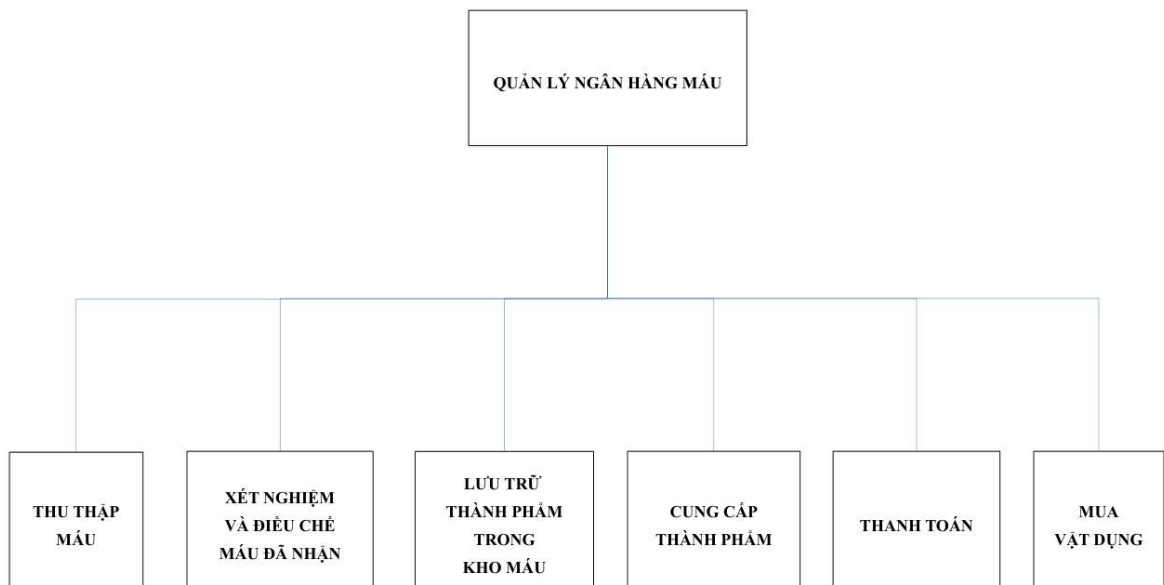 QUẢN LÝ NGÂN HÀNG MÁU
THU THẬP
MÁU
XÉT NGHIỆM
VÀ ĐIỀU CHẾ
MÁU ĐÃ NHẬN
LƯU TRỮ
THÀNH PHẨM
TRONG
KHO MÁU
CUNG CẤP
THÀNH PHẨM
THANH TOÁN
MUA
VẬT DỤNG